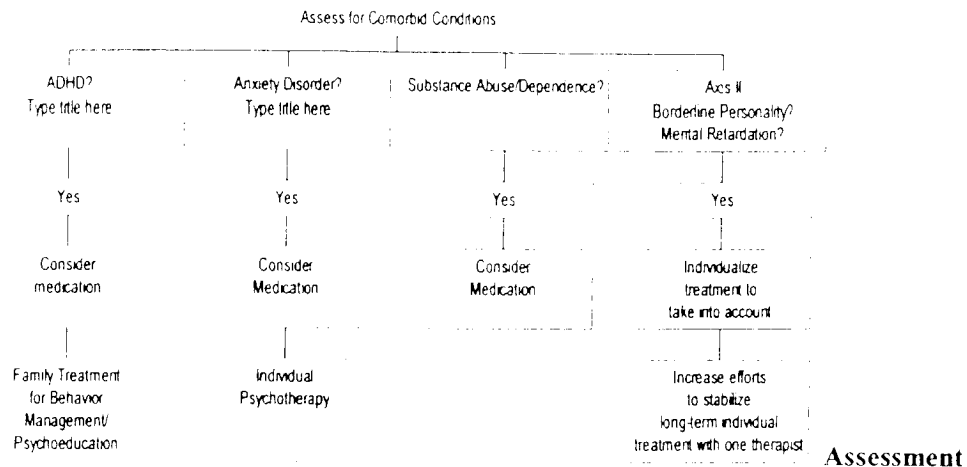 Assess for Comorbid Conditions
ADHD?
Type title here
Anxiety Disorder?
Type title here
Substance Abuse/Dependence?
Axis II
Borderline Personality?
Mental Retardation?
Yes
Yes
Yes
Yes
Consider
medication
Consider
Medication
Consider
Medication
Individualize
treatment to
take into account
Family Treatment
for Behavior
Management/
Psychoeducation
Individual
Psychotherapy
Increase efforts
to stabilize
long-term individual
treatment with one therapist
Assessment